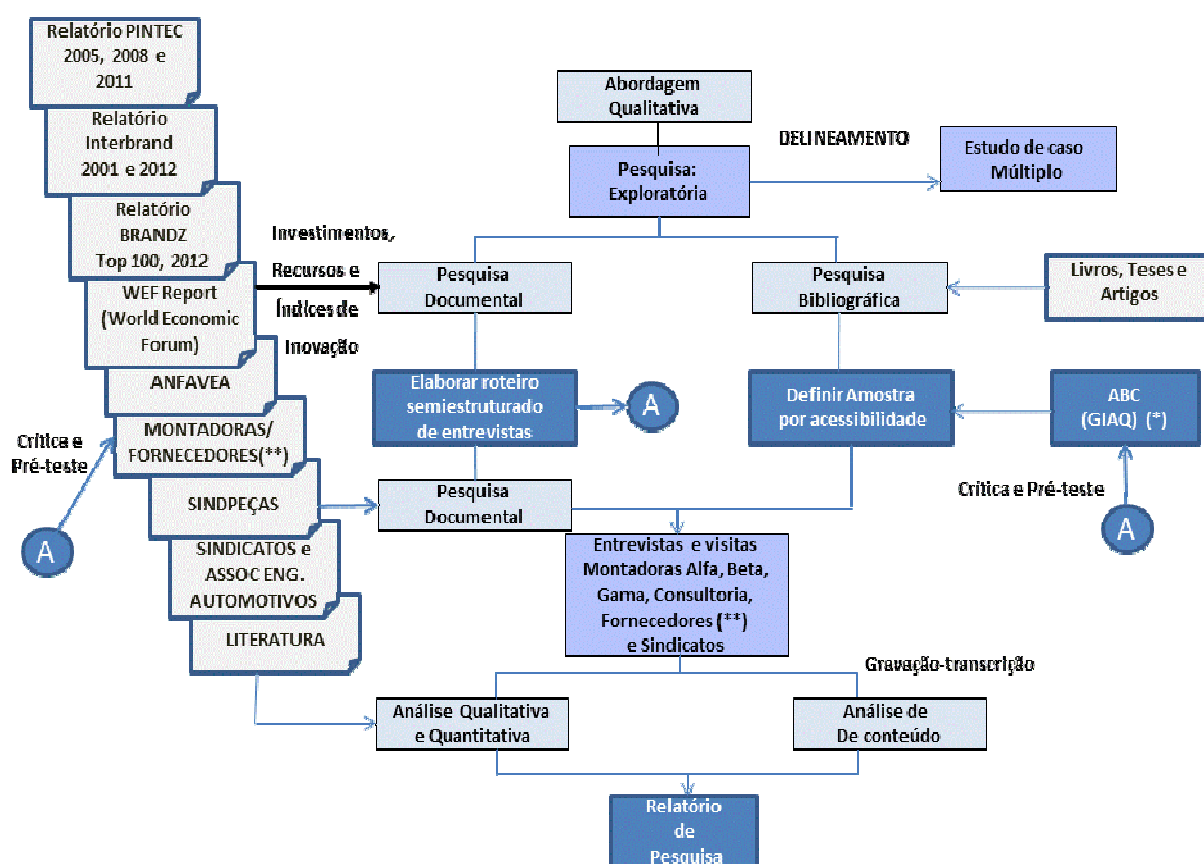 Relatório PINTEC
2005, 2008 e
2011
Relatório
Interbrand
2001 e 2012
Relatório
BRANDZ
Top 100, 2012
WEF Report
(World Economic
Forum)
ANFAVEA
MONTADORAS/
FORNECEDORES(**)
SINDPEÇAS
SINDICATOS e
ASSOC ENG.
AUTOMOTIVOS
LITERATURA
Crítica e
Pré-teste
A
Investimentos,
Recursos e
Índices de
Inovação
Abordagem
Qualitativa
Pesquisa:
Exploratória
DELINEAMENTO
Estudo de caso
Múltiplo
Pesquisa
Documental
Pesquisa
Bibliográfica
Livros, Teses e
Artigos
Elaborar roteiro
semiestruturado
de entrevistas
A
Definir Amostra
por acessibilidade
ABC
(GIAQ) (*)
Crítica e Pré-teste
A
Pesquisa
Documental
Entrevistas e visitas
Montadoras Alfa, Beta,
Gama, Consultoria,
Fornecedores (**)
e Sindicatos
Gravação-transcrição
Análise Qualitativa
e Quantitativa
Análise de
De conteúdo
Relatório
de
Pesquisa